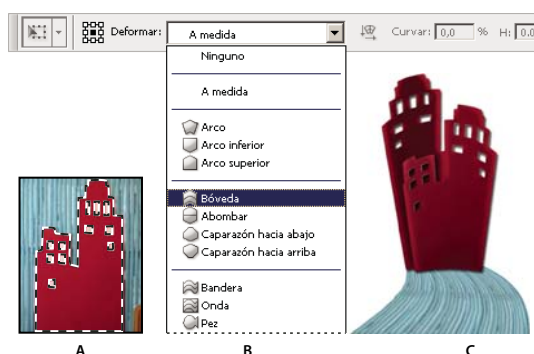 Deformar: A medida Curvar: 0,0 % H: 0.0
Ninguno
A medida
Arco
Arco inferior
Arco superior
Bóveda
Abombar
Caparazón hacia abajo
Caparazón hacia arriba
Bandera
Onda
Pez
A B C